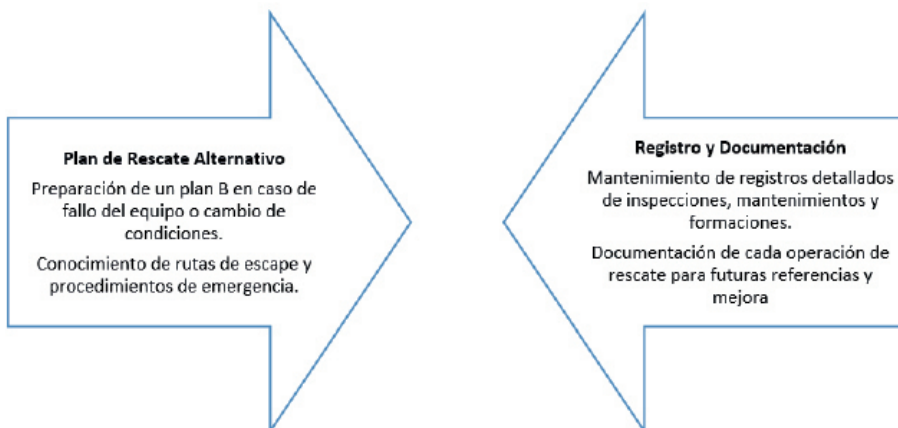 Plan de Rescate Alternativo
Preparación de un plan B en caso de
fallo del equipo o cambio de
condiciones.
Conocimiento de rutas de escape y
procedimientos de emergencia.
Registro y Documentación
Mantenimiento de registros detallados
de inspecciones, mantenimientos y
formaciones.
Documentación de cada operación de
rescate para futuras referencias y
mejora